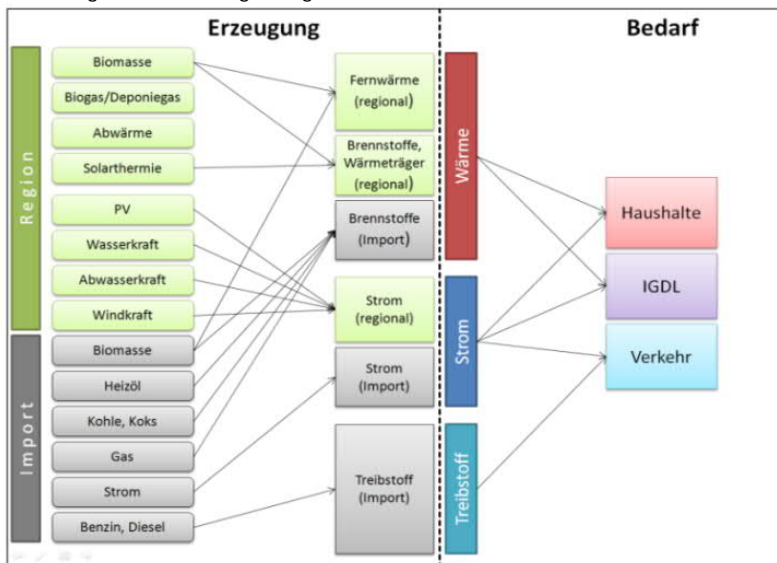 Erzeugung
Bedarf
Region
Biomasse
Biogas/Deponiegas
Abwärme
Solarthermie
PV
Wasserkraft
Abwasserkraft
Windkraft
Import
Biomasse
Heizöl
Kohle, Koks
Gas
Strom
Benzin, Diesel
Fernwärme
(regional)
Brennstoffe,
Wärmeträger
(regional)
Brennstoffe
(Import)
Strom
(regional)
Strom
(Import)
Treibstoff
(Import)
Wärme
Strom
Treibstoff
Haushalte
IGDL
Verkehr